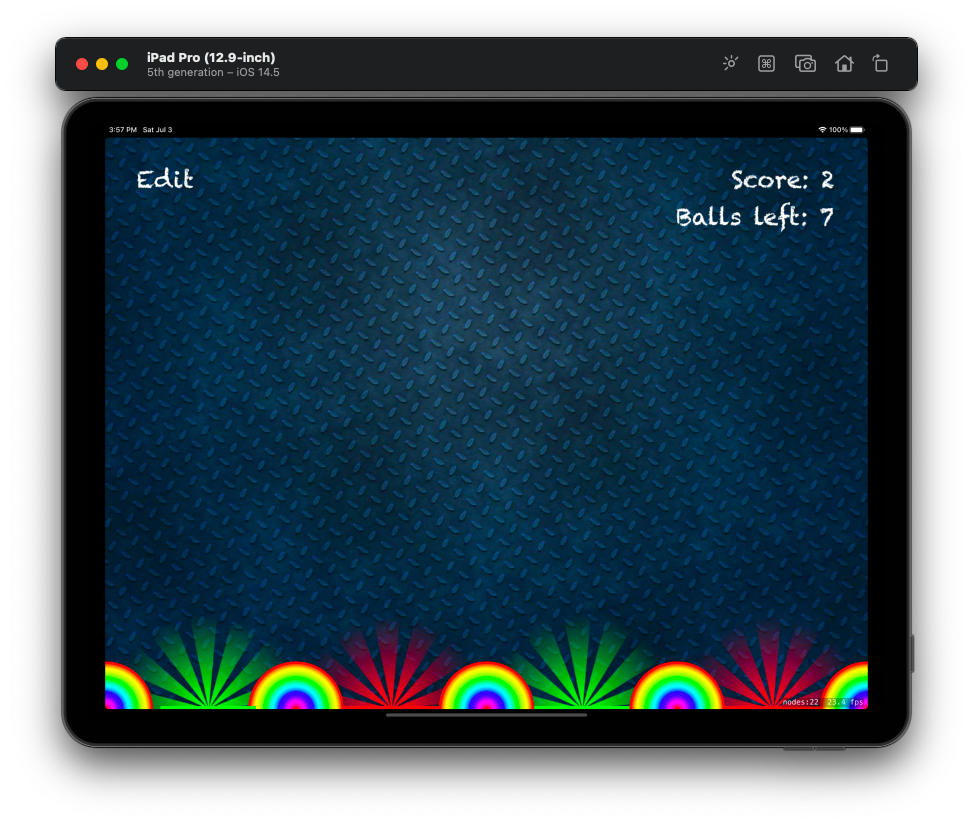 iPad Pro (12.9-inch)
5th generation – iOS 14.5
3:57 PM Sat Jul 3
100%
Edit
Score: 2
Balls left: 7
nodes:22 23.4 fps